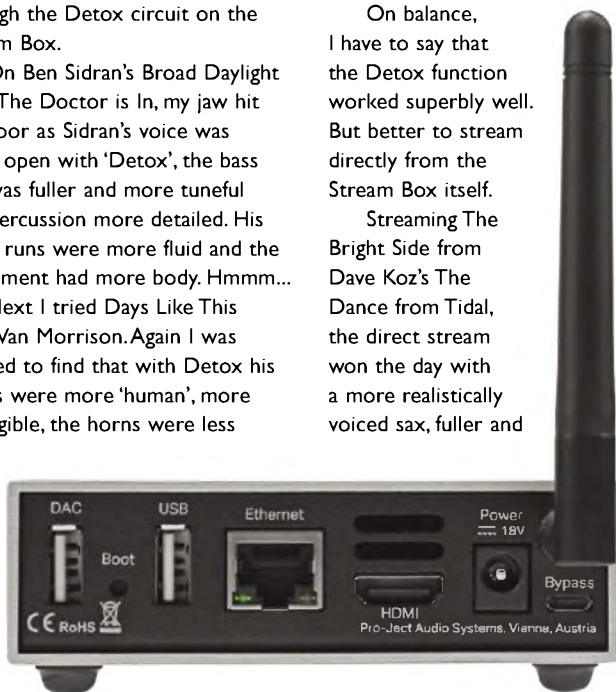 gh the Detox circuit on the
m Box.
On Ben Sidran's Broad Daylight
The Doctor is In, my jaw hit
oor as Sidran's voice was
open with 'Detox', the bass
was fuller and more tuneful
ercussion more detailed. His
runs were more fluid and the
ment had more body. Hmmm...
Next I tried Days Like This
Van Morrison. Again I was
ed to find that with Detox his
s were more 'human', more
gible, the horns were less
On balance,
I have to say that
the Detox function
worked superbly well.
But better to stream
directly from the
Stream Box itself.
Streaming The
Bright Side from
Dave Koz's The
Dance from Tidal,
the direct stream
won the day with
a more realistically
voiced sax, fuller and
DAC
USB
Ethernet
Power
18V
Boot
Bypass
CE RoHS
HDMI
Pro-Ject Audio Systems, Vienna, Austria